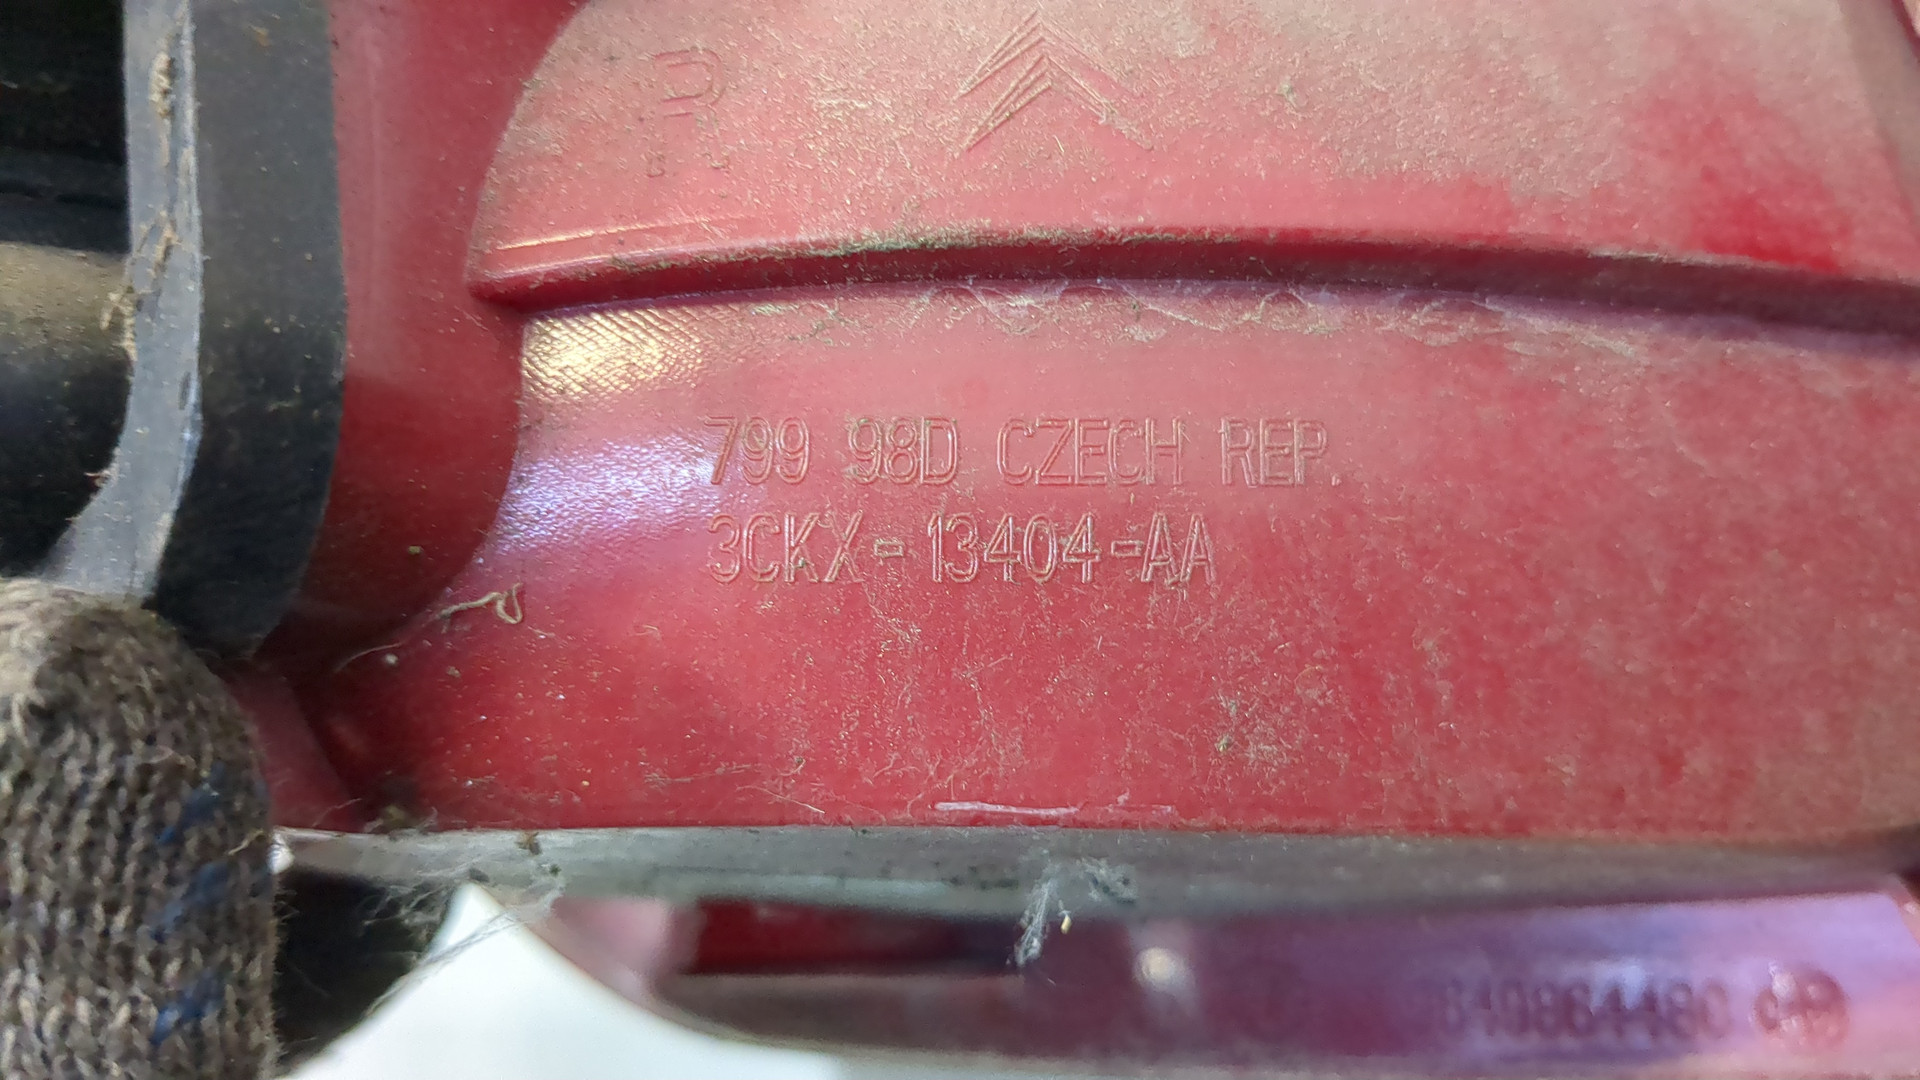 R
799 98D CZECH REP.
3CKX-13404-AA